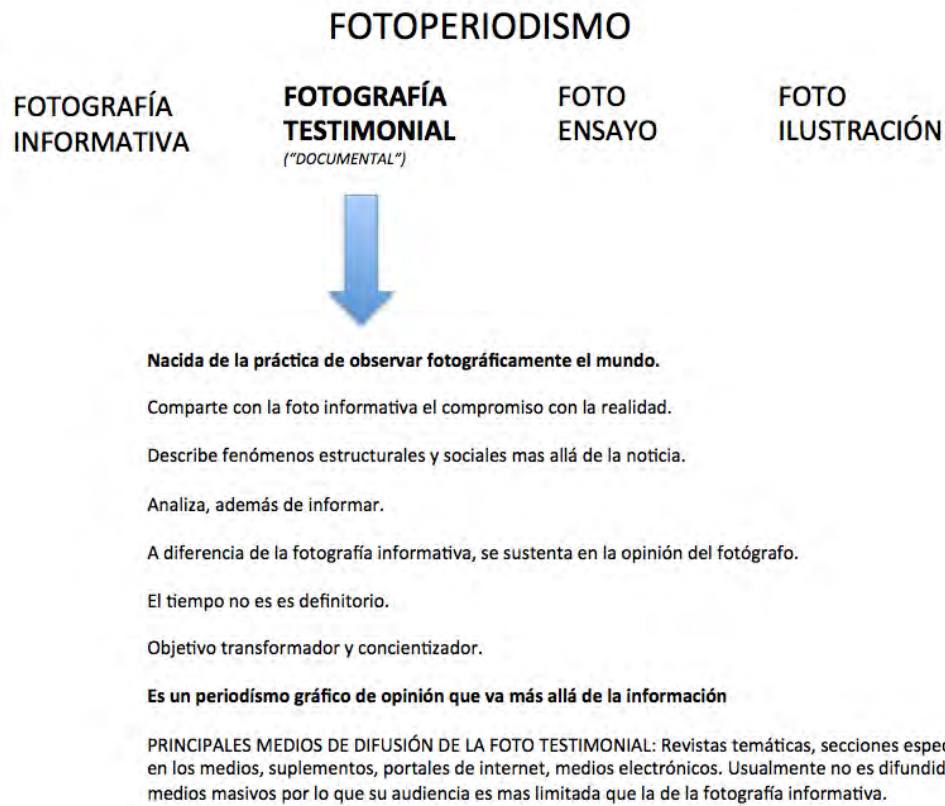 FOTOPERIODISMO
FOTOGRAFÍA
INFORMATIVA
FOTOGRAFÍA
TESTIMONIAL
("DOCUMENTAL")
FOTO
ENSAYO
FOTO
ILUSTRACIÓN
Nacida de la práctica de observar fotográficamente el mundo.
Comparte con la foto informativa el compromiso con la realidad.
Describe fenómenos estructurales y sociales mas allá de la noticia.
Analiza, además de informar.
A diferencia de la fotografía informativa, se sustenta en la opinión del fotógrafo.
El tiempo no es es definitorio.
Objetivo transformador y concientizador.
Es un periodísmo gráfico de opinión que va más allá de la información
PRINCIPALES MEDIOS DE DIFUSIÓN DE LA FOTO TESTIMONIAL: Revistas temáticas, secciones
en los medios, suplementos, portales de internet, medios electrónicos. Usualmente no es
medios masivos por lo que su audiencia es mas limitada que la de la fotografía informativa.